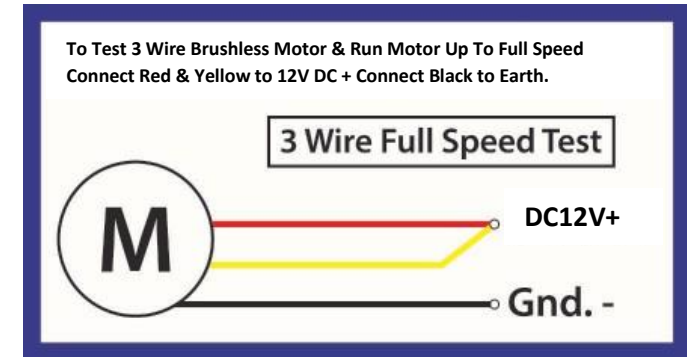 To Test 3 Wire Brushless Motor & Run Motor Up To Full Speed
Connect Red & Yellow to 12V DC + Connect Black to Earth.
3 Wire Full Speed Test
M
DC12V+
Gnd. -